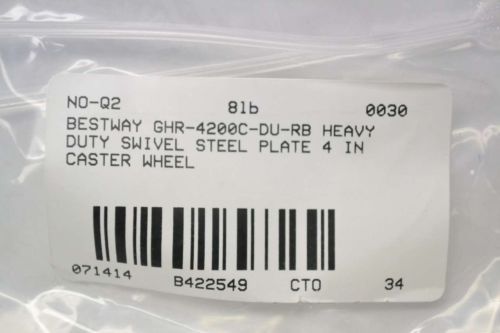 NO-Q2 8lb 0030
BESTWAY GHR-4200C-DU-RB HEAVY
DUTY SWIVEL STEEL PLATE 4 IN
CASTER WHEEL
071414 B422549 CTO 34